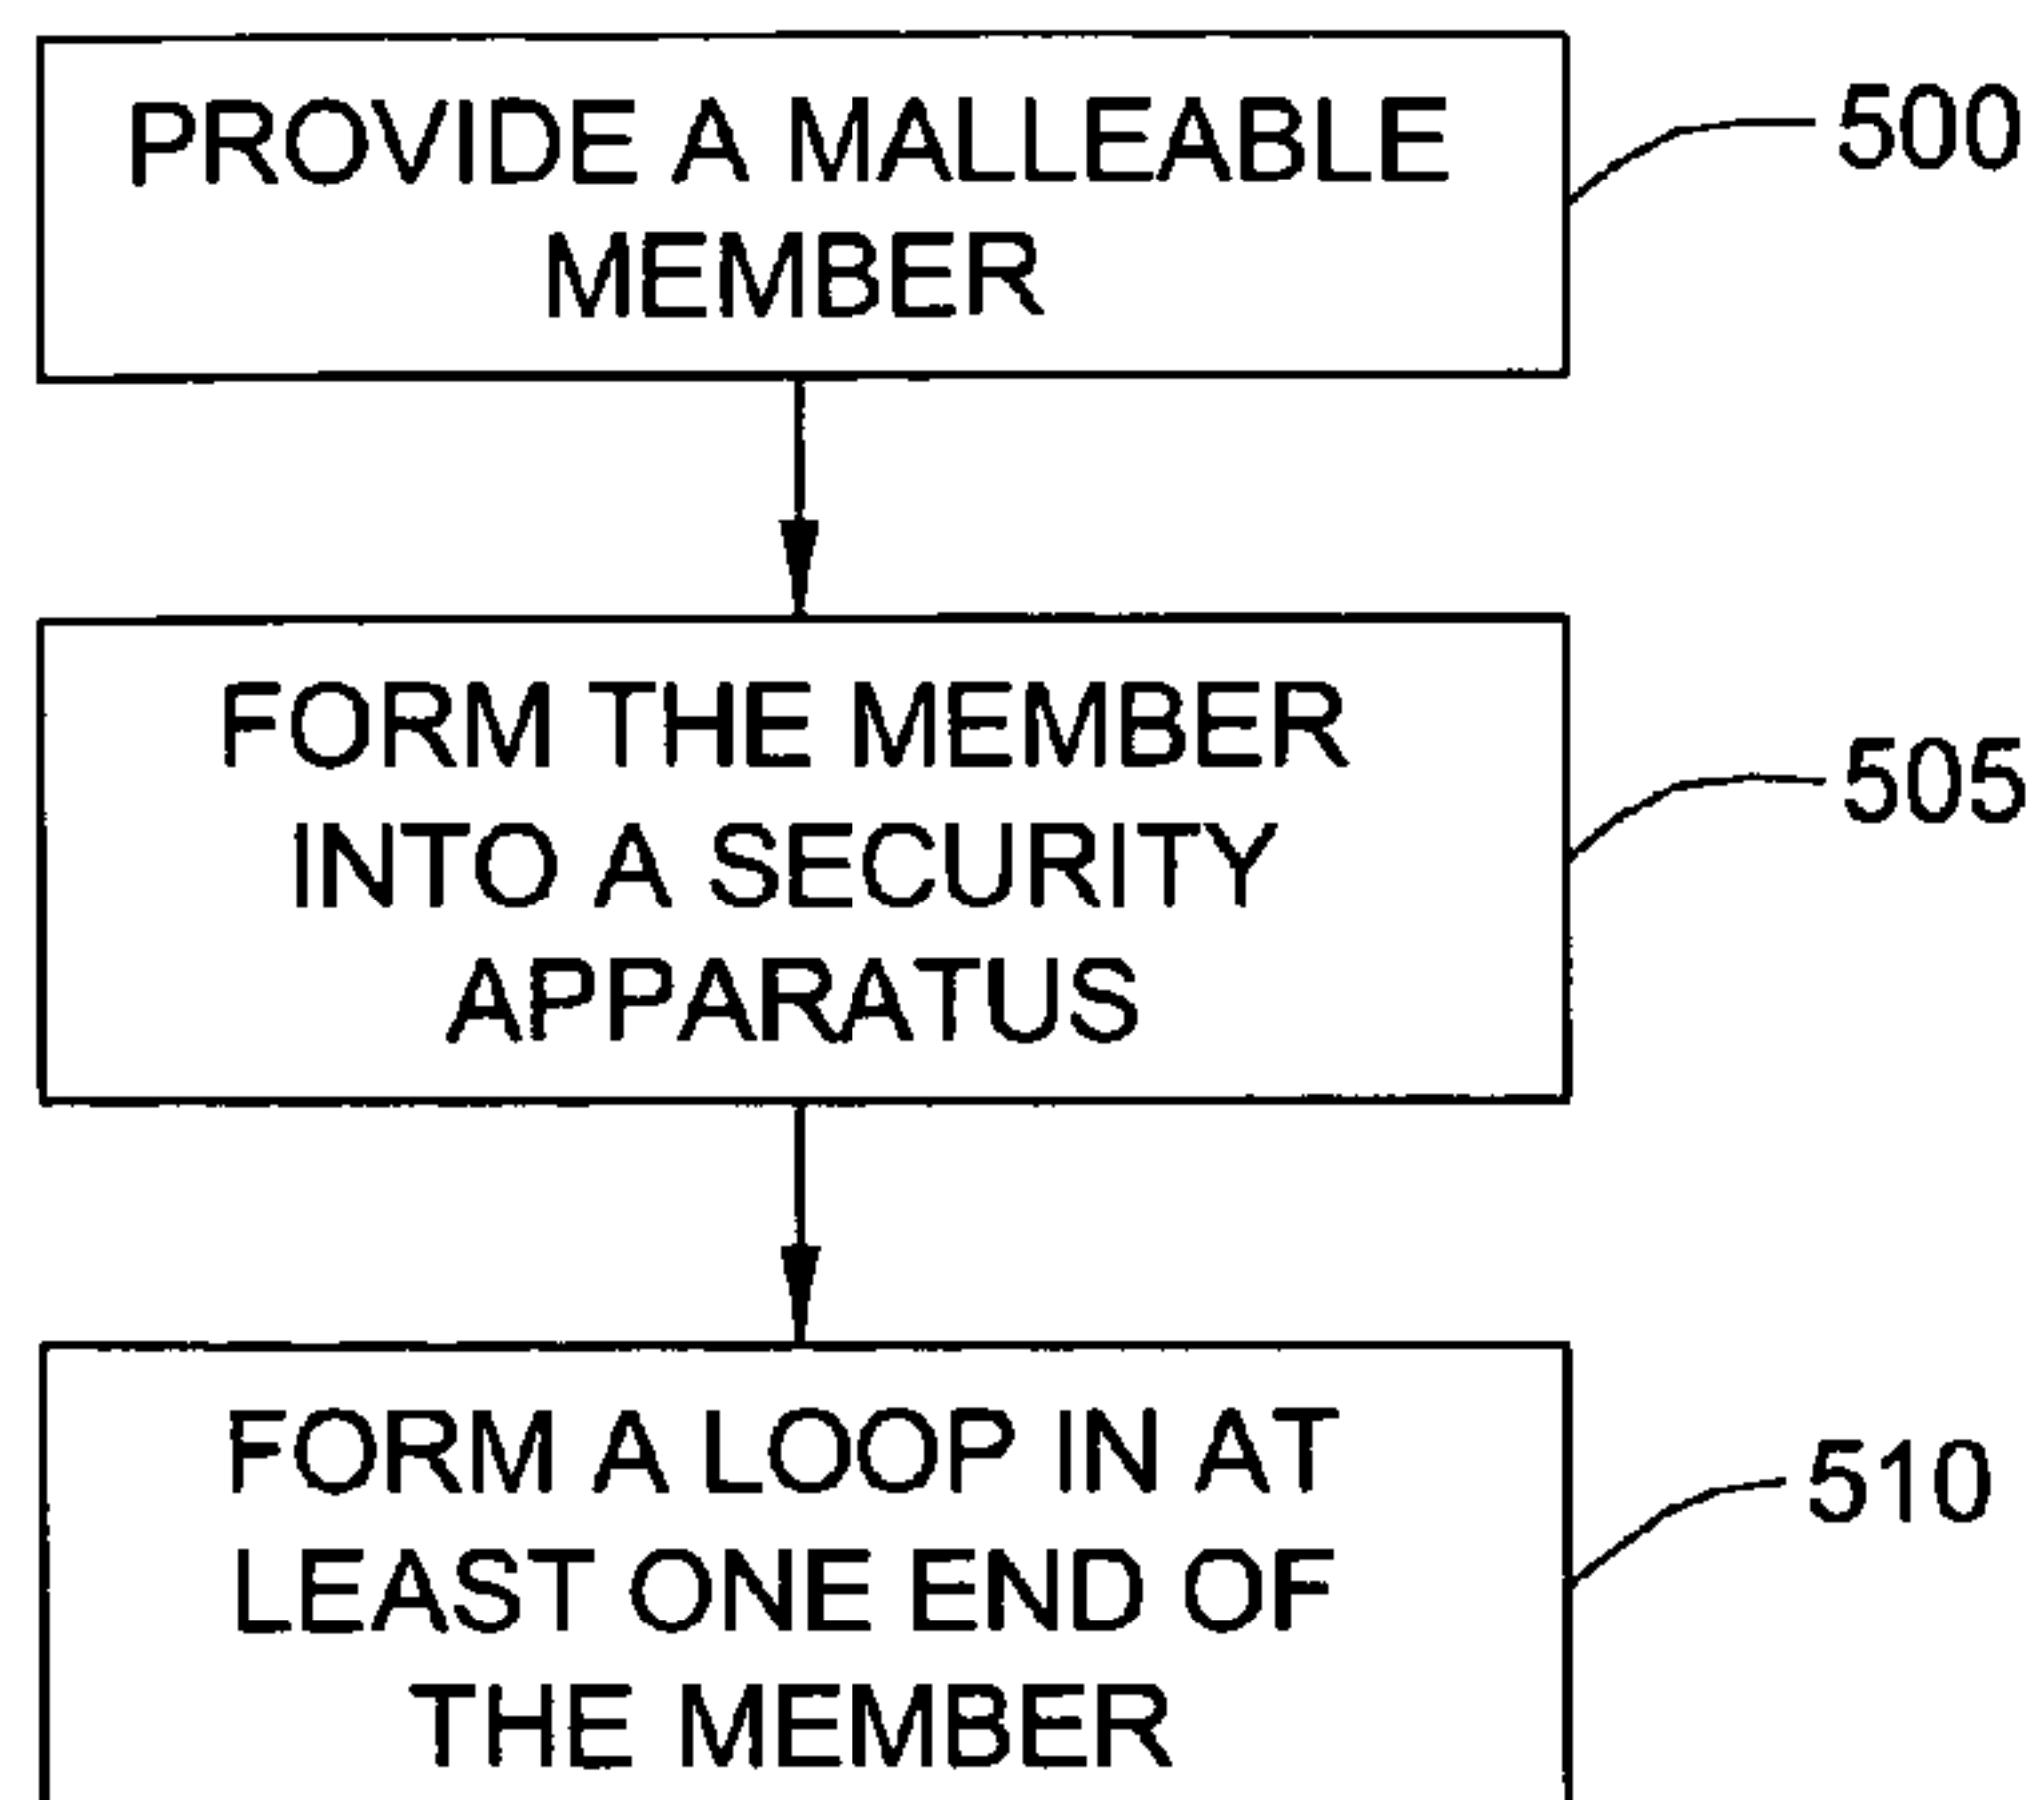 PROVIDE A MALLEABLE
MEMBER
500
FORM THE MEMBER
INTO A SECURITY
APPARATUS
505
FORM A LOOP IN AT
LEAST ONE END OF
THE MEMBER
510